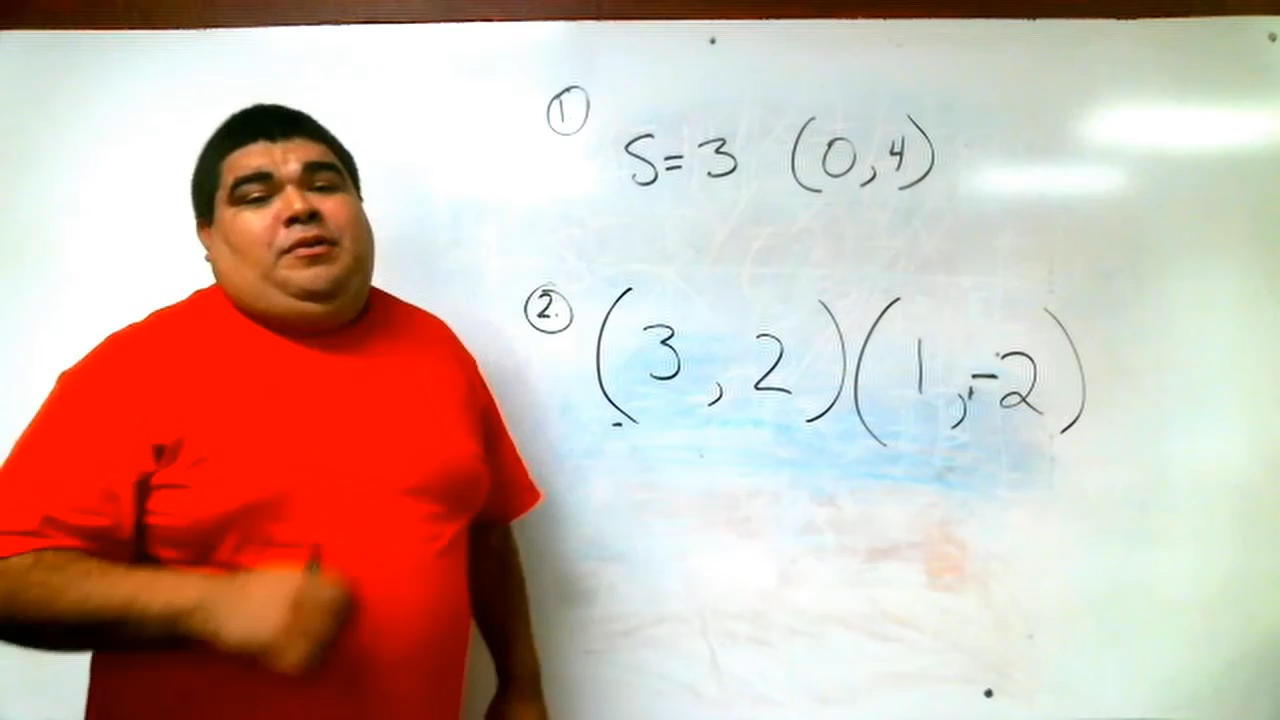 1.
S=3 (0,4)
2. (3, 2)(1,-2)